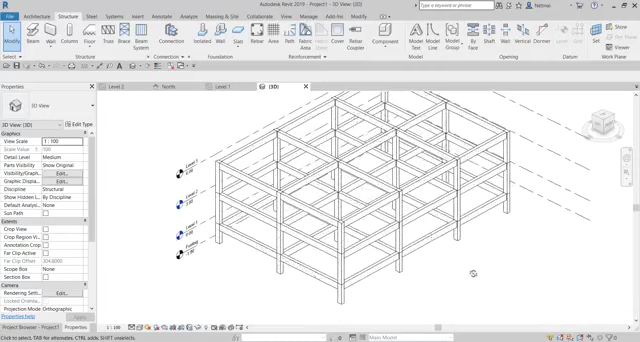 Autodesk Revit 2019 - Project1 - 3D View: {3D}
Type a keyword or phrase
File Architecture Structure Steel Systems Insert Annotate Analyze Massing & Site Collaborate View Manage Add-Ins Modify
Modify Beam Wall Column Floor Truss Brace Beam System Connection Isolated Wall Slab Rebar Area Path Fabric Area Fabric Sheet Cover Rebar Coupler Component Model Text Model Line Model Group By Face Shaft Wall Vertical Dormer Level Grid Set Show Viewer
Select Structure Connection Foundation Reinforcement Model Opening Datum Work Plane
Properties
Level 2 North Level 1 {3D}
3D View
3D View: {3D} Edit Type
Graphics
View Scale 1 : 100
Scale Value 1: 100
Detail Level Medium
Parts Visibility Show Original
Visibility/Graph... Edit...
Graphic Displa... Edit...
Discipline Structural
Show Hidden L... By Discipline
Default Analysi... None
Sun Path
Extents
Crop View
Crop Region Vi...
Annotation Crop
Far Clip Active
Far Clip Offset 304.8000
Scope Box None
Section Box
Camera
Rendering Setti... Edit...
Locked Orienta...
Projection Mode Orthographic
Properties help Apply
Project Browser - Project1 Properties
1 : 100
Click to select, TAB for alternates, CTRL adds, SHIFT unselects.
Main Model